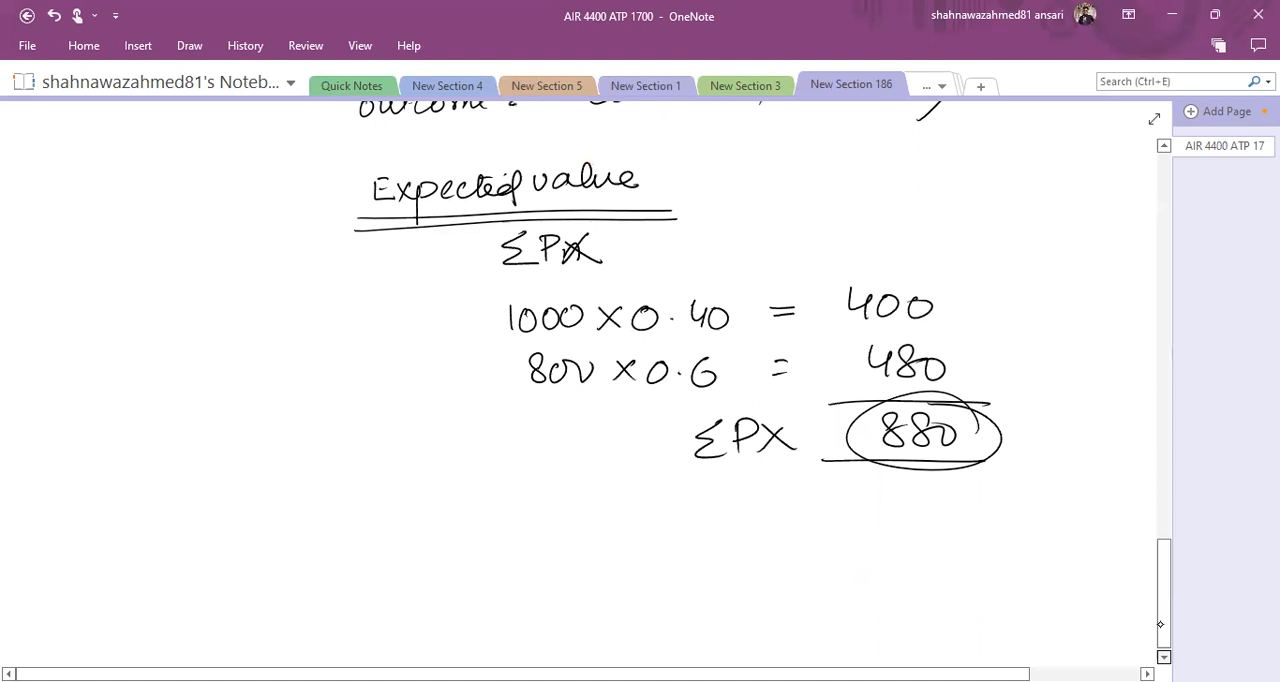 AIR 4400 ATP 1700 - OneNote
shahnawazahmed81 ansari
File Home Insert Draw History Review View Help
shahnawazahmed81's Noteb...
Quick Notes New Section 4 New Section 5 New Section 1 New Section 3 New Section 186 ...
Search (Ctrl+E)
Add Page
AIR 4400 ATP 17
outcome
Expected value
ΣPX
1000 × 0.40 = 400
800 × 0.6 = 480
ΣPX 880